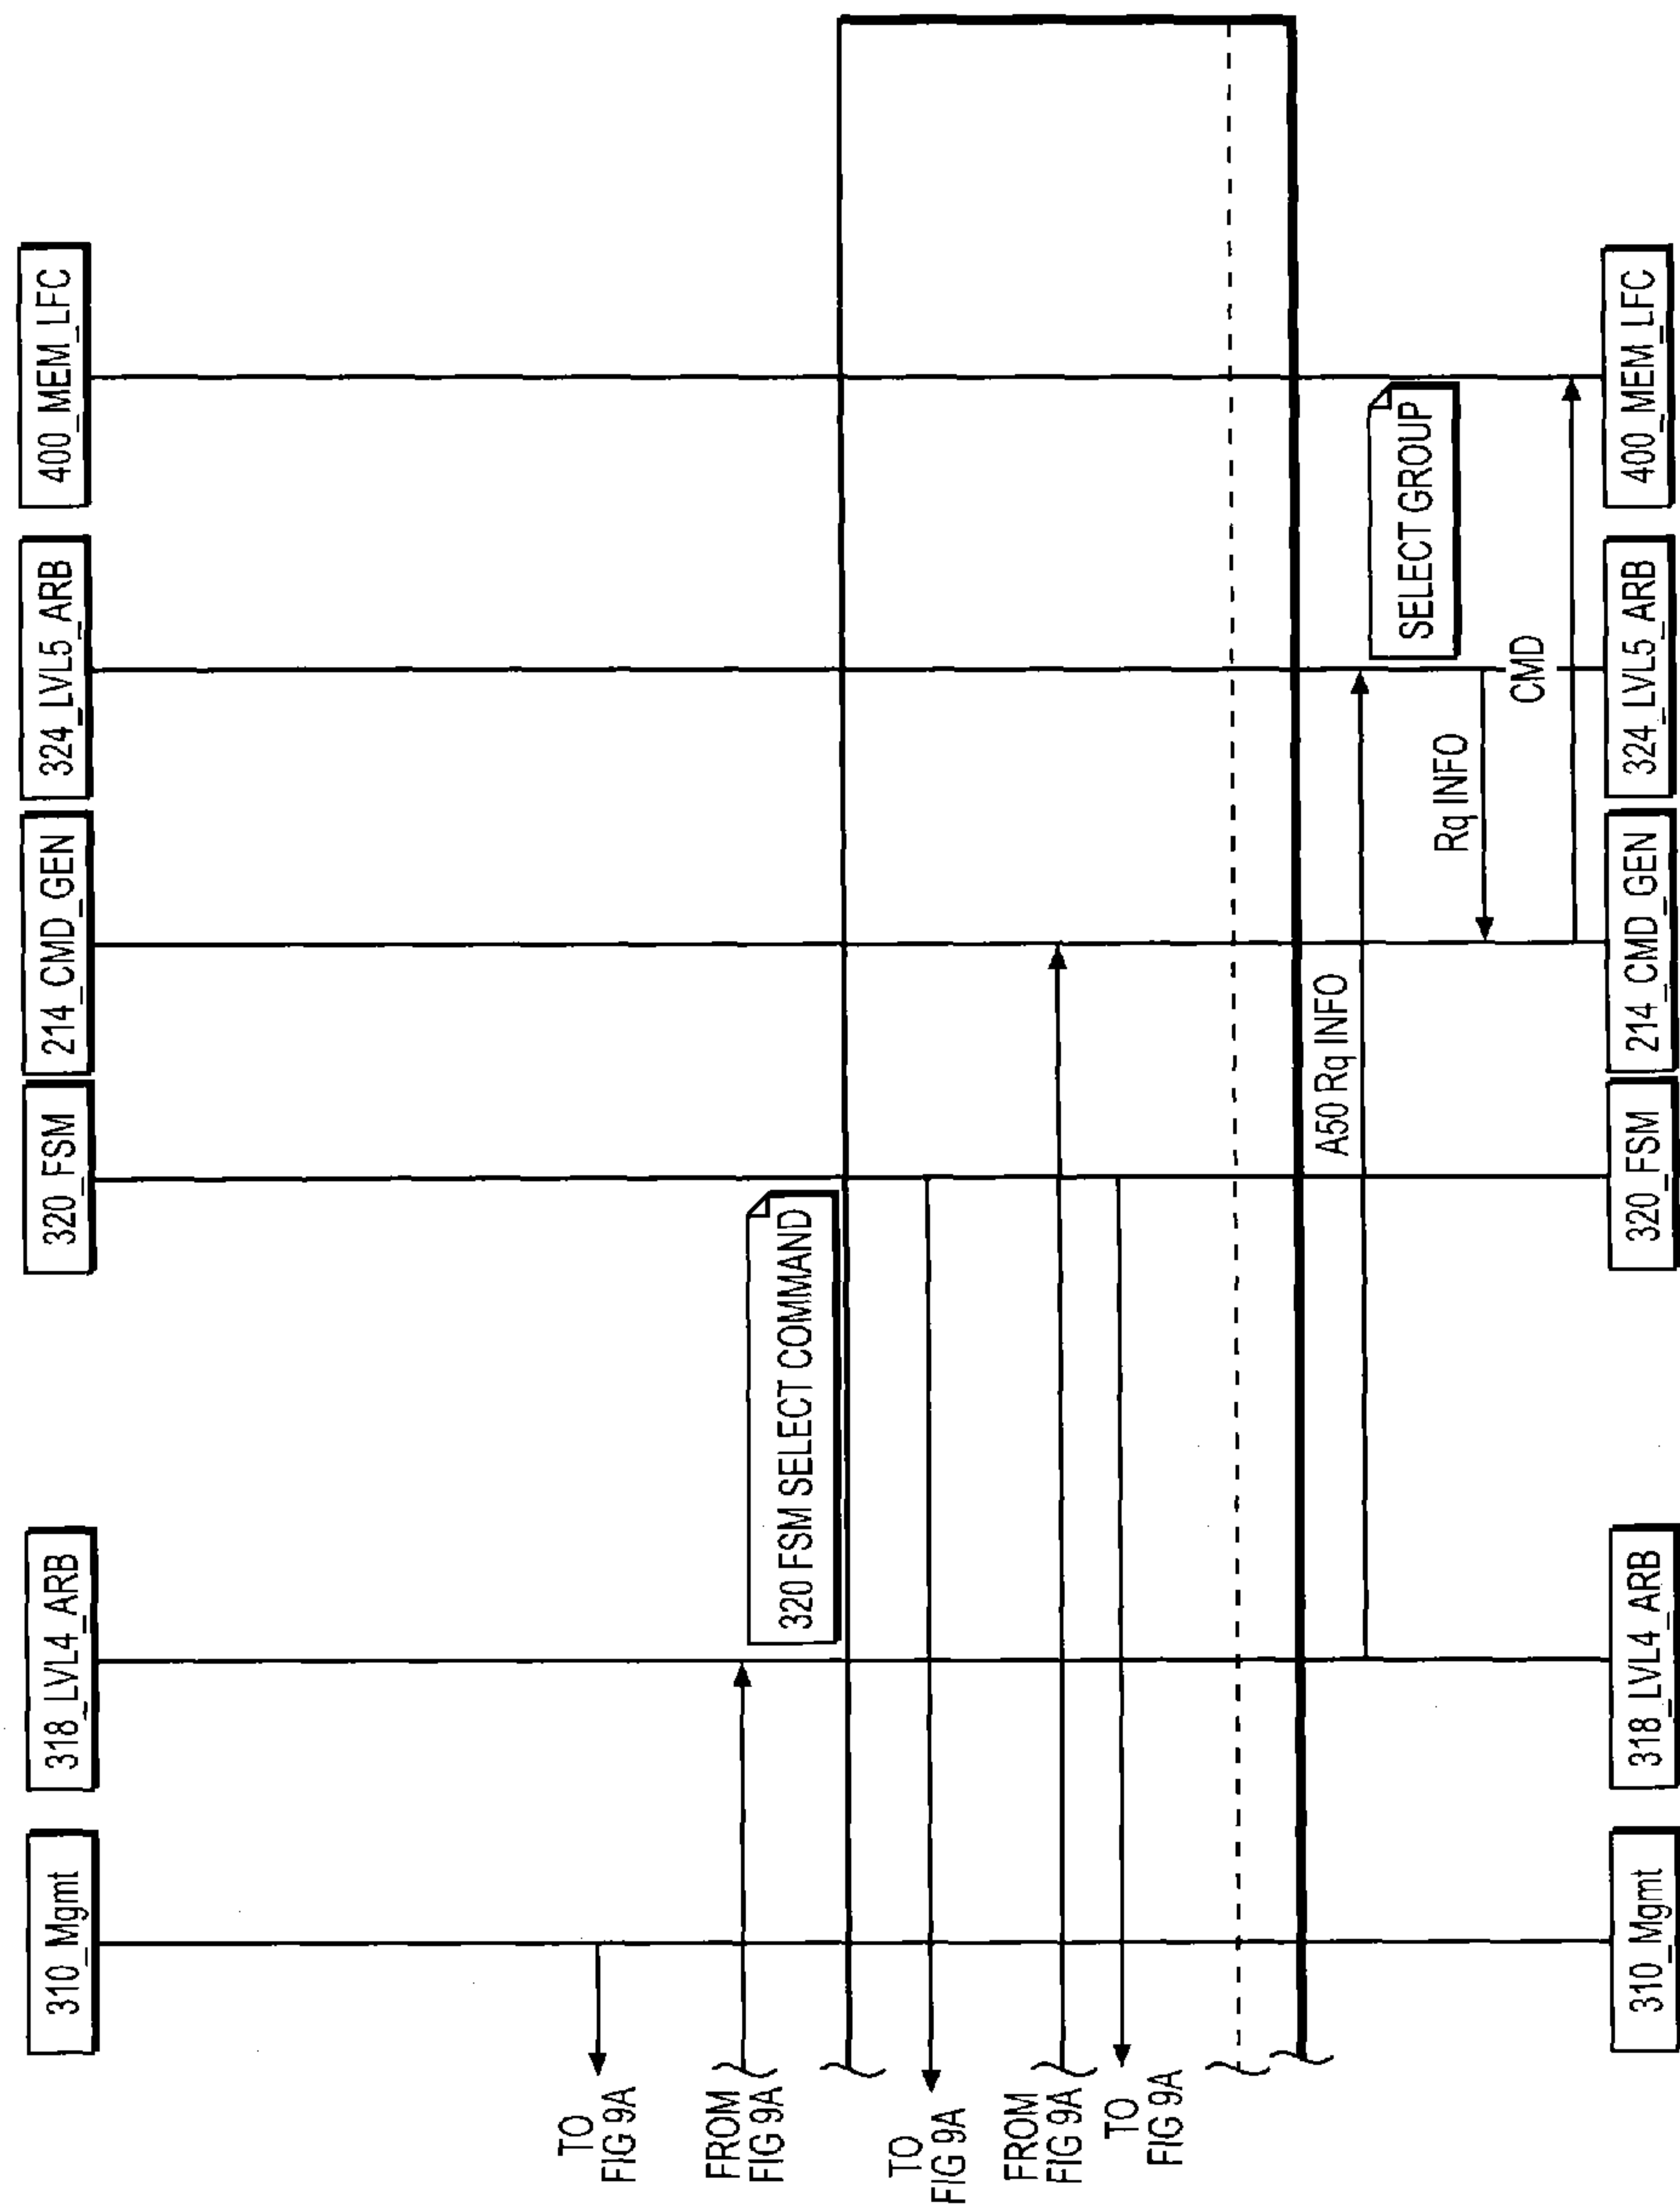 310_Mgmt
318_LVL4_ARB
320_FSM
214_CMD_GEN
324_LVL5_ARB
400_MEM_LFC
TO
FIG 9A
FROM
FIG 9A
320 FSM SELECT COMMAND
TO
FIG 9A
FROM
FIG 9A
TO
FIG 9A
A50 Rq INFO
SELECT GROUP
Rq INFO
CMD
310_Mgmt
318_LVL4_ARB
320_FSM
214_CMD_GEN
324_LVL5_ARB
400_MEM_LFC